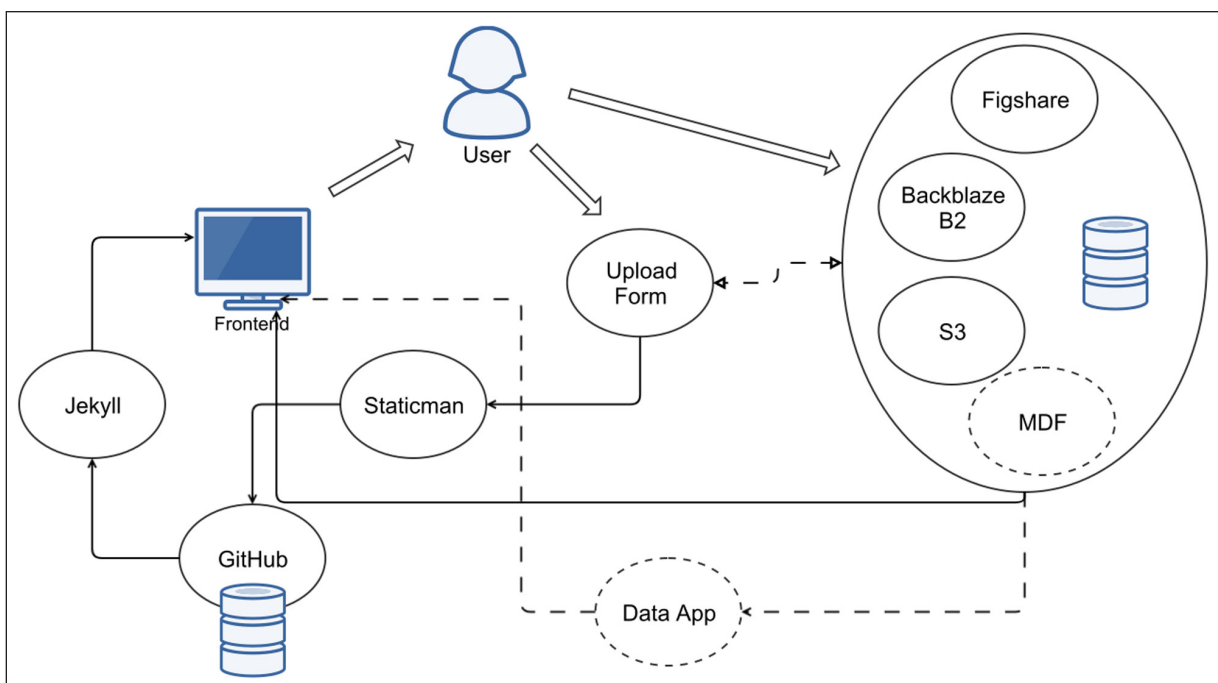 User
Figshare
Backblaze
B2
Upload
Form
Frontend
S3
Jekyll
Staticman
MDF
GitHub
Data App